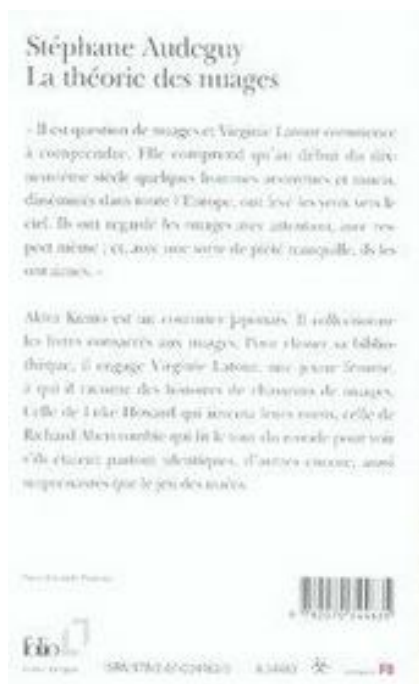 Stéphane Audeguy
La théorie des nuages
« Il est question de nuages et Virginie Latour commence
à comprendre. Elle comprend qu'au début du dix-
neuvième siècle quelques hommes anonymes et muets,
disséminés dans toute l'Europe, ont levé les yeux vers le
ciel. Ils ont regardé les nuages avec attention, avec res-
pect même ; et, avec une sorte de piété tranquille, ils les
ont aimés. »
Akira Kumo est un couturier japonais. Il collectionne
les livres consacrés aux nuages. Pour classer sa biblio-
thèque, il engage Virginie Latour, une jeune femme,
à qui il raconte des histoires de chasseurs de nuages.
Celle de Luke Howard qui inventa leurs noms, celle de
Richard Abercrombie qui fit le tour du monde pour voir
s'ils étaient partout identiques, d'autres encore, aussi
surprenantes que le jeu des nuées.
folio
ISBN
F8